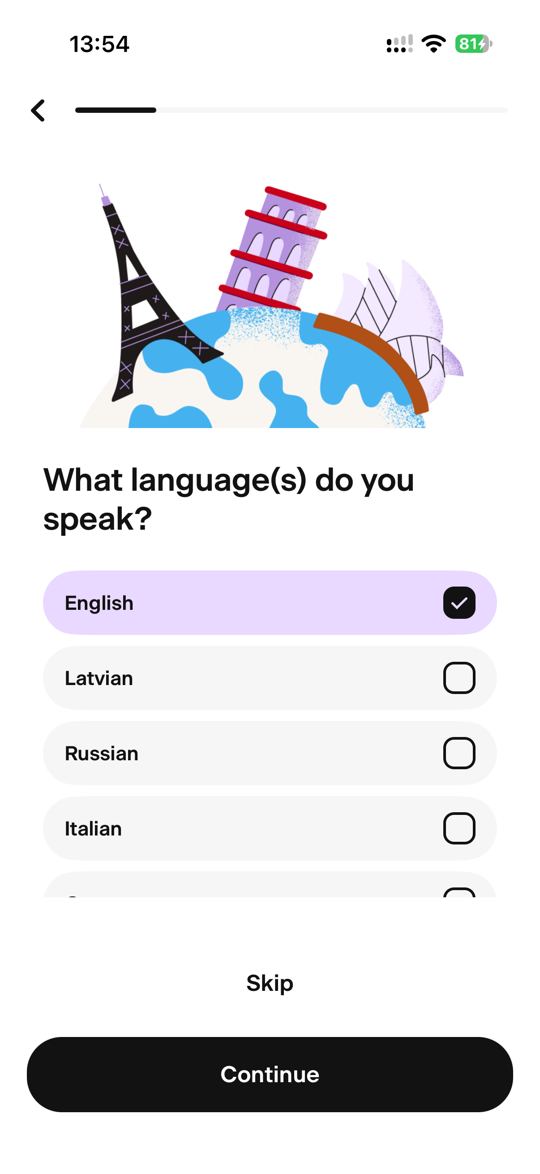 13:54
81
What language(s) do you
speak?
English
Latvian
Russian
Italian
Skip
Continue